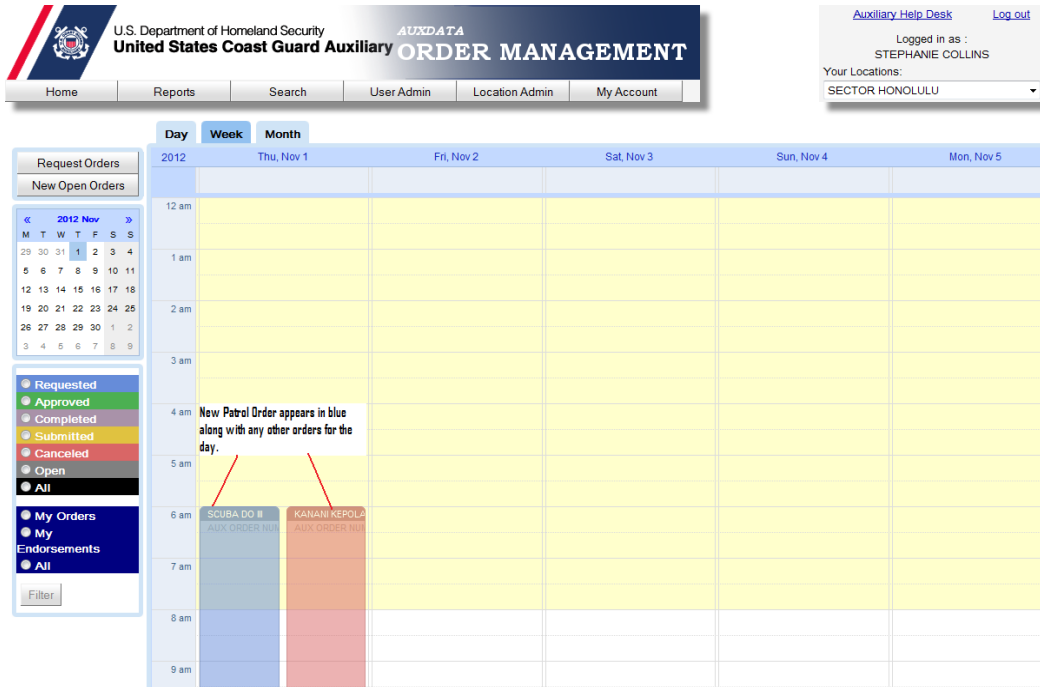 U.S. Department of Homeland Security
United States Coast Guard Auxiliary
AUXDATA
ORDER MANAGEMENT
Auxiliary Help Desk Log out
Logged in as :
STEPHANIE COLLINS
Your Locations:
SECTOR HONOLULU
Home Reports Search User Admin Location Admin My Account
Day Week Month
Request Orders
New Open Orders
2012 Thu, Nov 1 Fri, Nov 2 Sat, Nov 3 Sun, Nov 4 Mon, Nov 5
« 2012 Nov »
M T W T F S S
29 30 31 1 2 3 4
5 6 7 8 9 10 11
12 13 14 15 16 17 18
19 20 21 22 23 24 25
26 27 28 29 30 1 2
3 4 5 6 7 8 9
Requested
Approved
Completed
Submitted
Canceled
Open
All
My Orders
My
Endorsements
All
Filter
12 am
1 am
2 am
3 am
4 am
New Patrol Order appears in blue
along with any other orders for the
day.
5 am
6 am
SCUBA DO III KANANI KEPOLA
AUX ORDER NUM AUX ORDER NUM
7 am
8 am
9 am